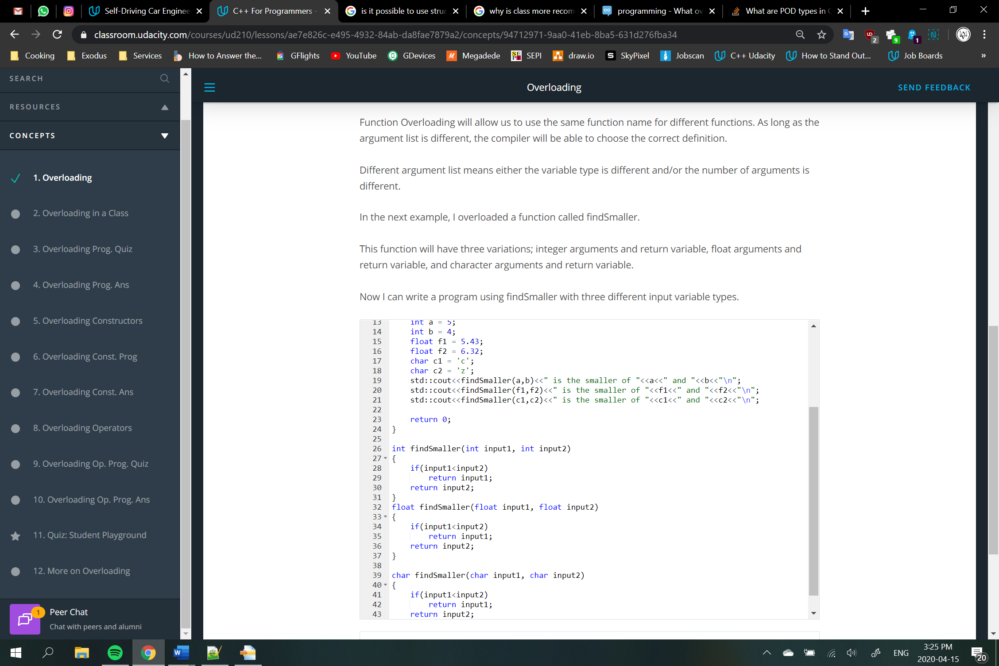 Self-Driving Car Enginee
C++ For Programmers -
is it possible to use struc
why is class more recom
programming - What ov
What are POD types in C
classroom.udacity.com/courses/ud210/lessons/ae7e826c-e495-4932-84ab-da8fae7879a2/concepts/94712971-9aa0-41eb-8ba5-631d276fba34
2
9
1
Cooking
Exodus
Services
How to Answer the...
GFlights
YouTube
GDevices
Megadede
SEPI
draw.io
SkyPixel
Jobscan
C++ Udacity
How to Stand Out...
Job Boards
»
SEARCH
RESOURCES
CONCEPTS
1. Overloading
2. Overloading in a Class
3. Overloading Prog. Quiz
4. Overloading Prog. Ans
5. Overloading Constructors
6. Overloading Const. Prog
7. Overloading Const. Ans
8. Overloading Operators
9. Overloading Op. Prog. Quiz
10. Overloading Op. Prog. Ans
11. Quiz: Student Playground
12. More on Overloading
1
Peer Chat
Chat with peers and alumni
Overloading
SEND FEEDBACK
Function Overloading will allow us to use the same function name for different functions. As long as the
argument list is different, the compiler will be able to choose the correct definition.
Different argument list means either the variable type is different and/or the number of arguments is
different.
In the next example, I overloaded a function called findSmaller.
This function will have three variations; integer arguments and return variable, float arguments and
return variable, and character arguments and return variable.
Now I can write a program using findSmaller with three different input variable types.
13 int a = 5;
14 int b = 4;
15 float f1 = 5.43;
16 float f2 = 6.32;
17 char c1 = 'c';
18 char c2 = 'z';
19 std::cout<<findSmaller(a,b)<<" is the smaller of "<<a<<" and "<<b<<"\n";
20 std::cout<<findSmaller(f1,f2)<<" is the smaller of "<<f1<<" and "<<f2<<"\n";
21 std::cout<<findSmaller(c1,c2)<<" is the smaller of "<<c1<<" and "<<c2<<"\n";
22
23 return 0;
24 }
25
26 int findSmaller(int input1, int input2)
27 {
28 if(input1<input2)
29 return input1;
30 return input2;
31 }
32 float findSmaller(float input1, float input2)
33 {
34 if(input1<input2)
35 return input1;
36 return input2;
37 }
38
39 char findSmaller(char input1, char input2)
40 {
41 if(input1<input2)
42 return input1;
43 return input2;
ENG
3:25 PM
2020-04-15
20